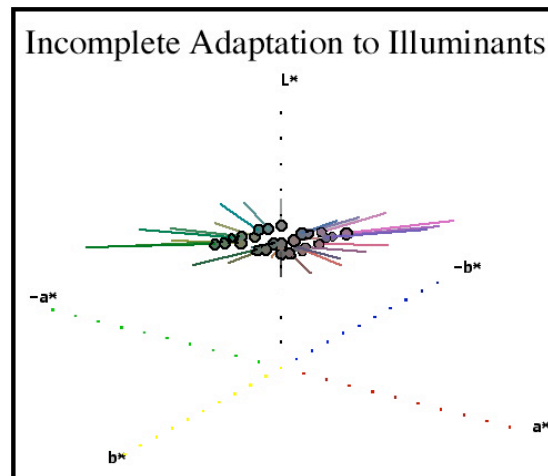 Incomplete Adaptation to Illuminants
L*
-b*
-a*
a*
b*